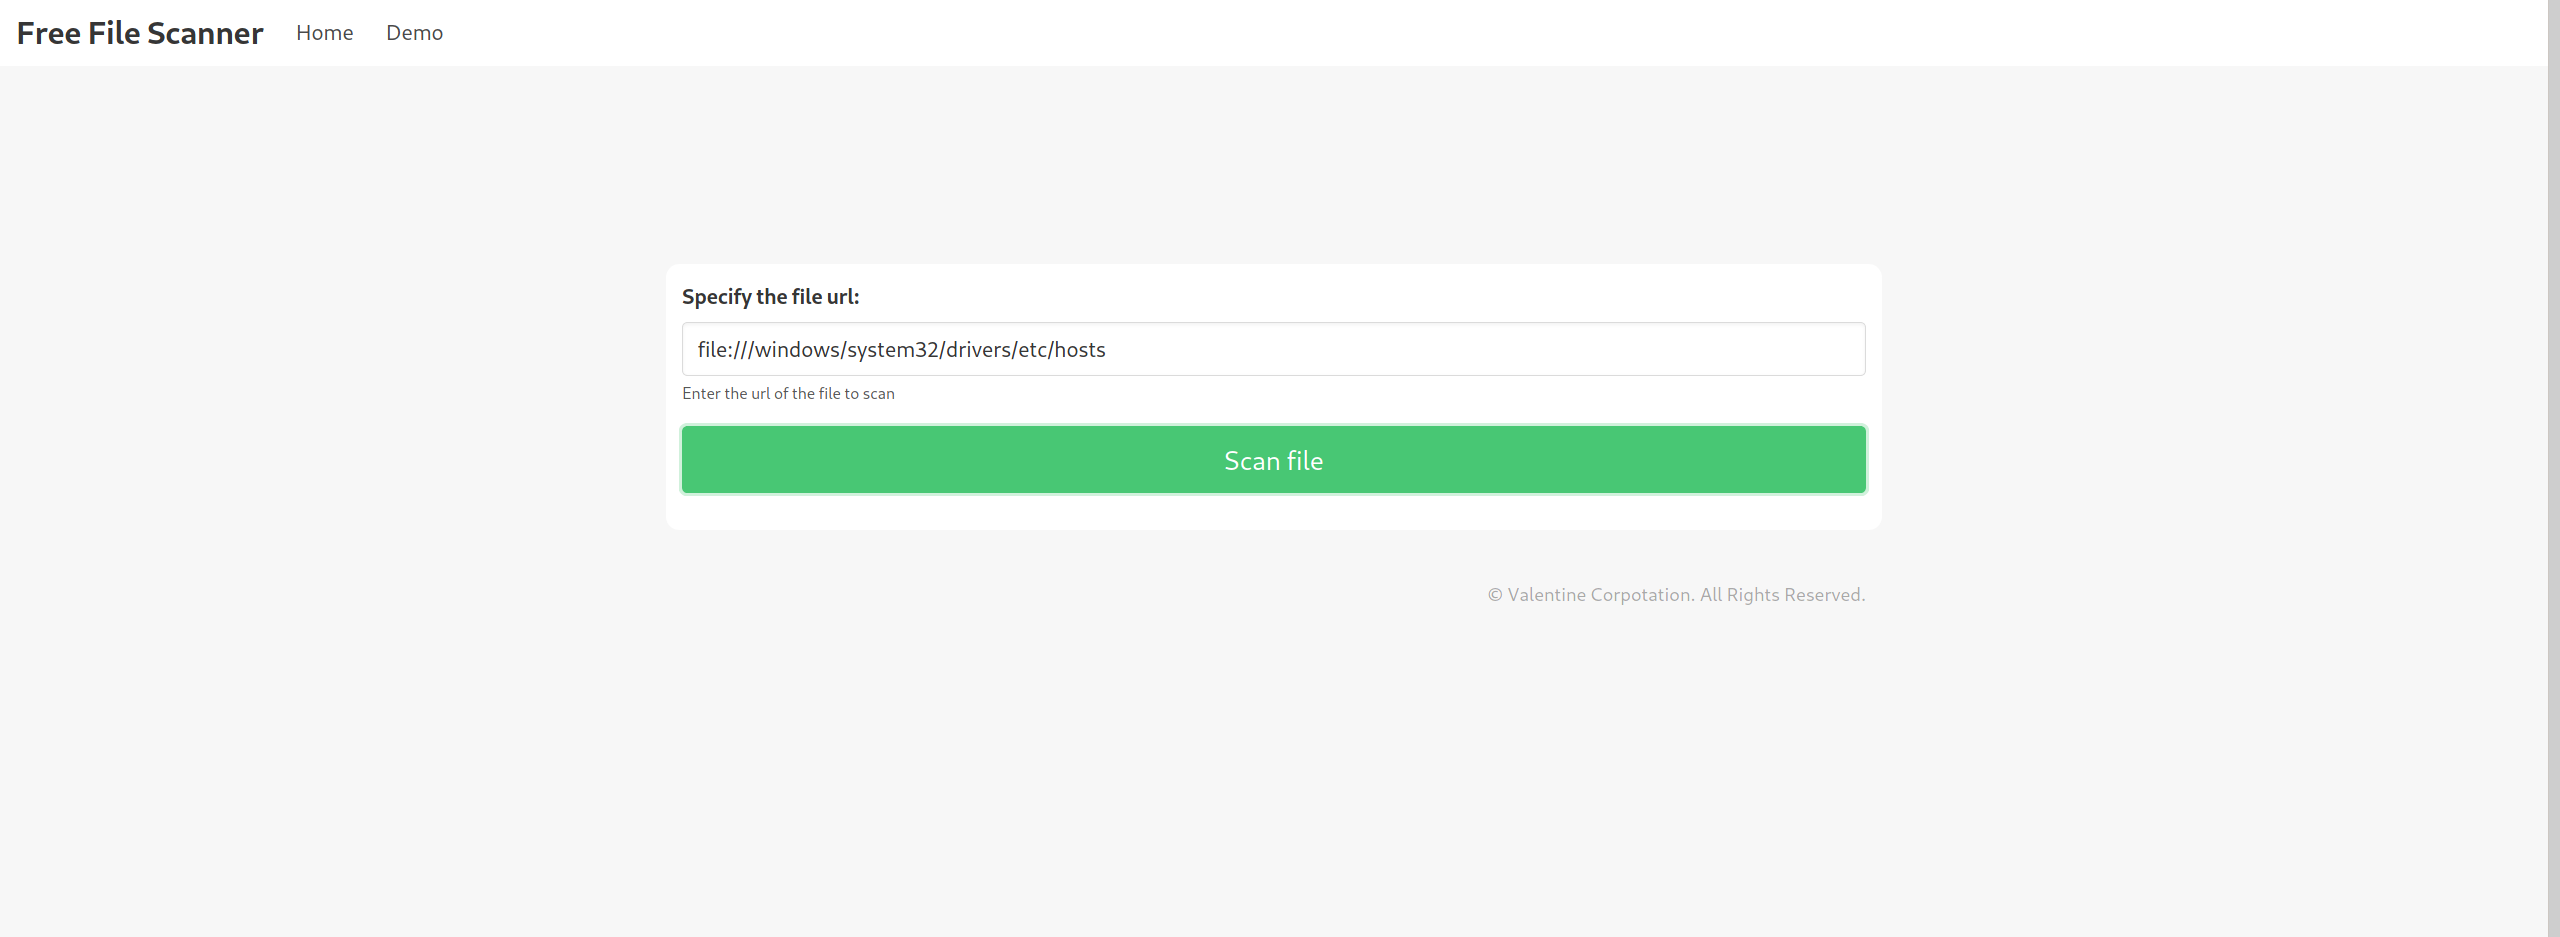 Free File Scanner Home Demo
Specify the file url:
file:///windows/system32/drivers/etc/hosts
Enter the url of the file to scan
Scan file
© Valentine Corpotation. All Rights Reserved.